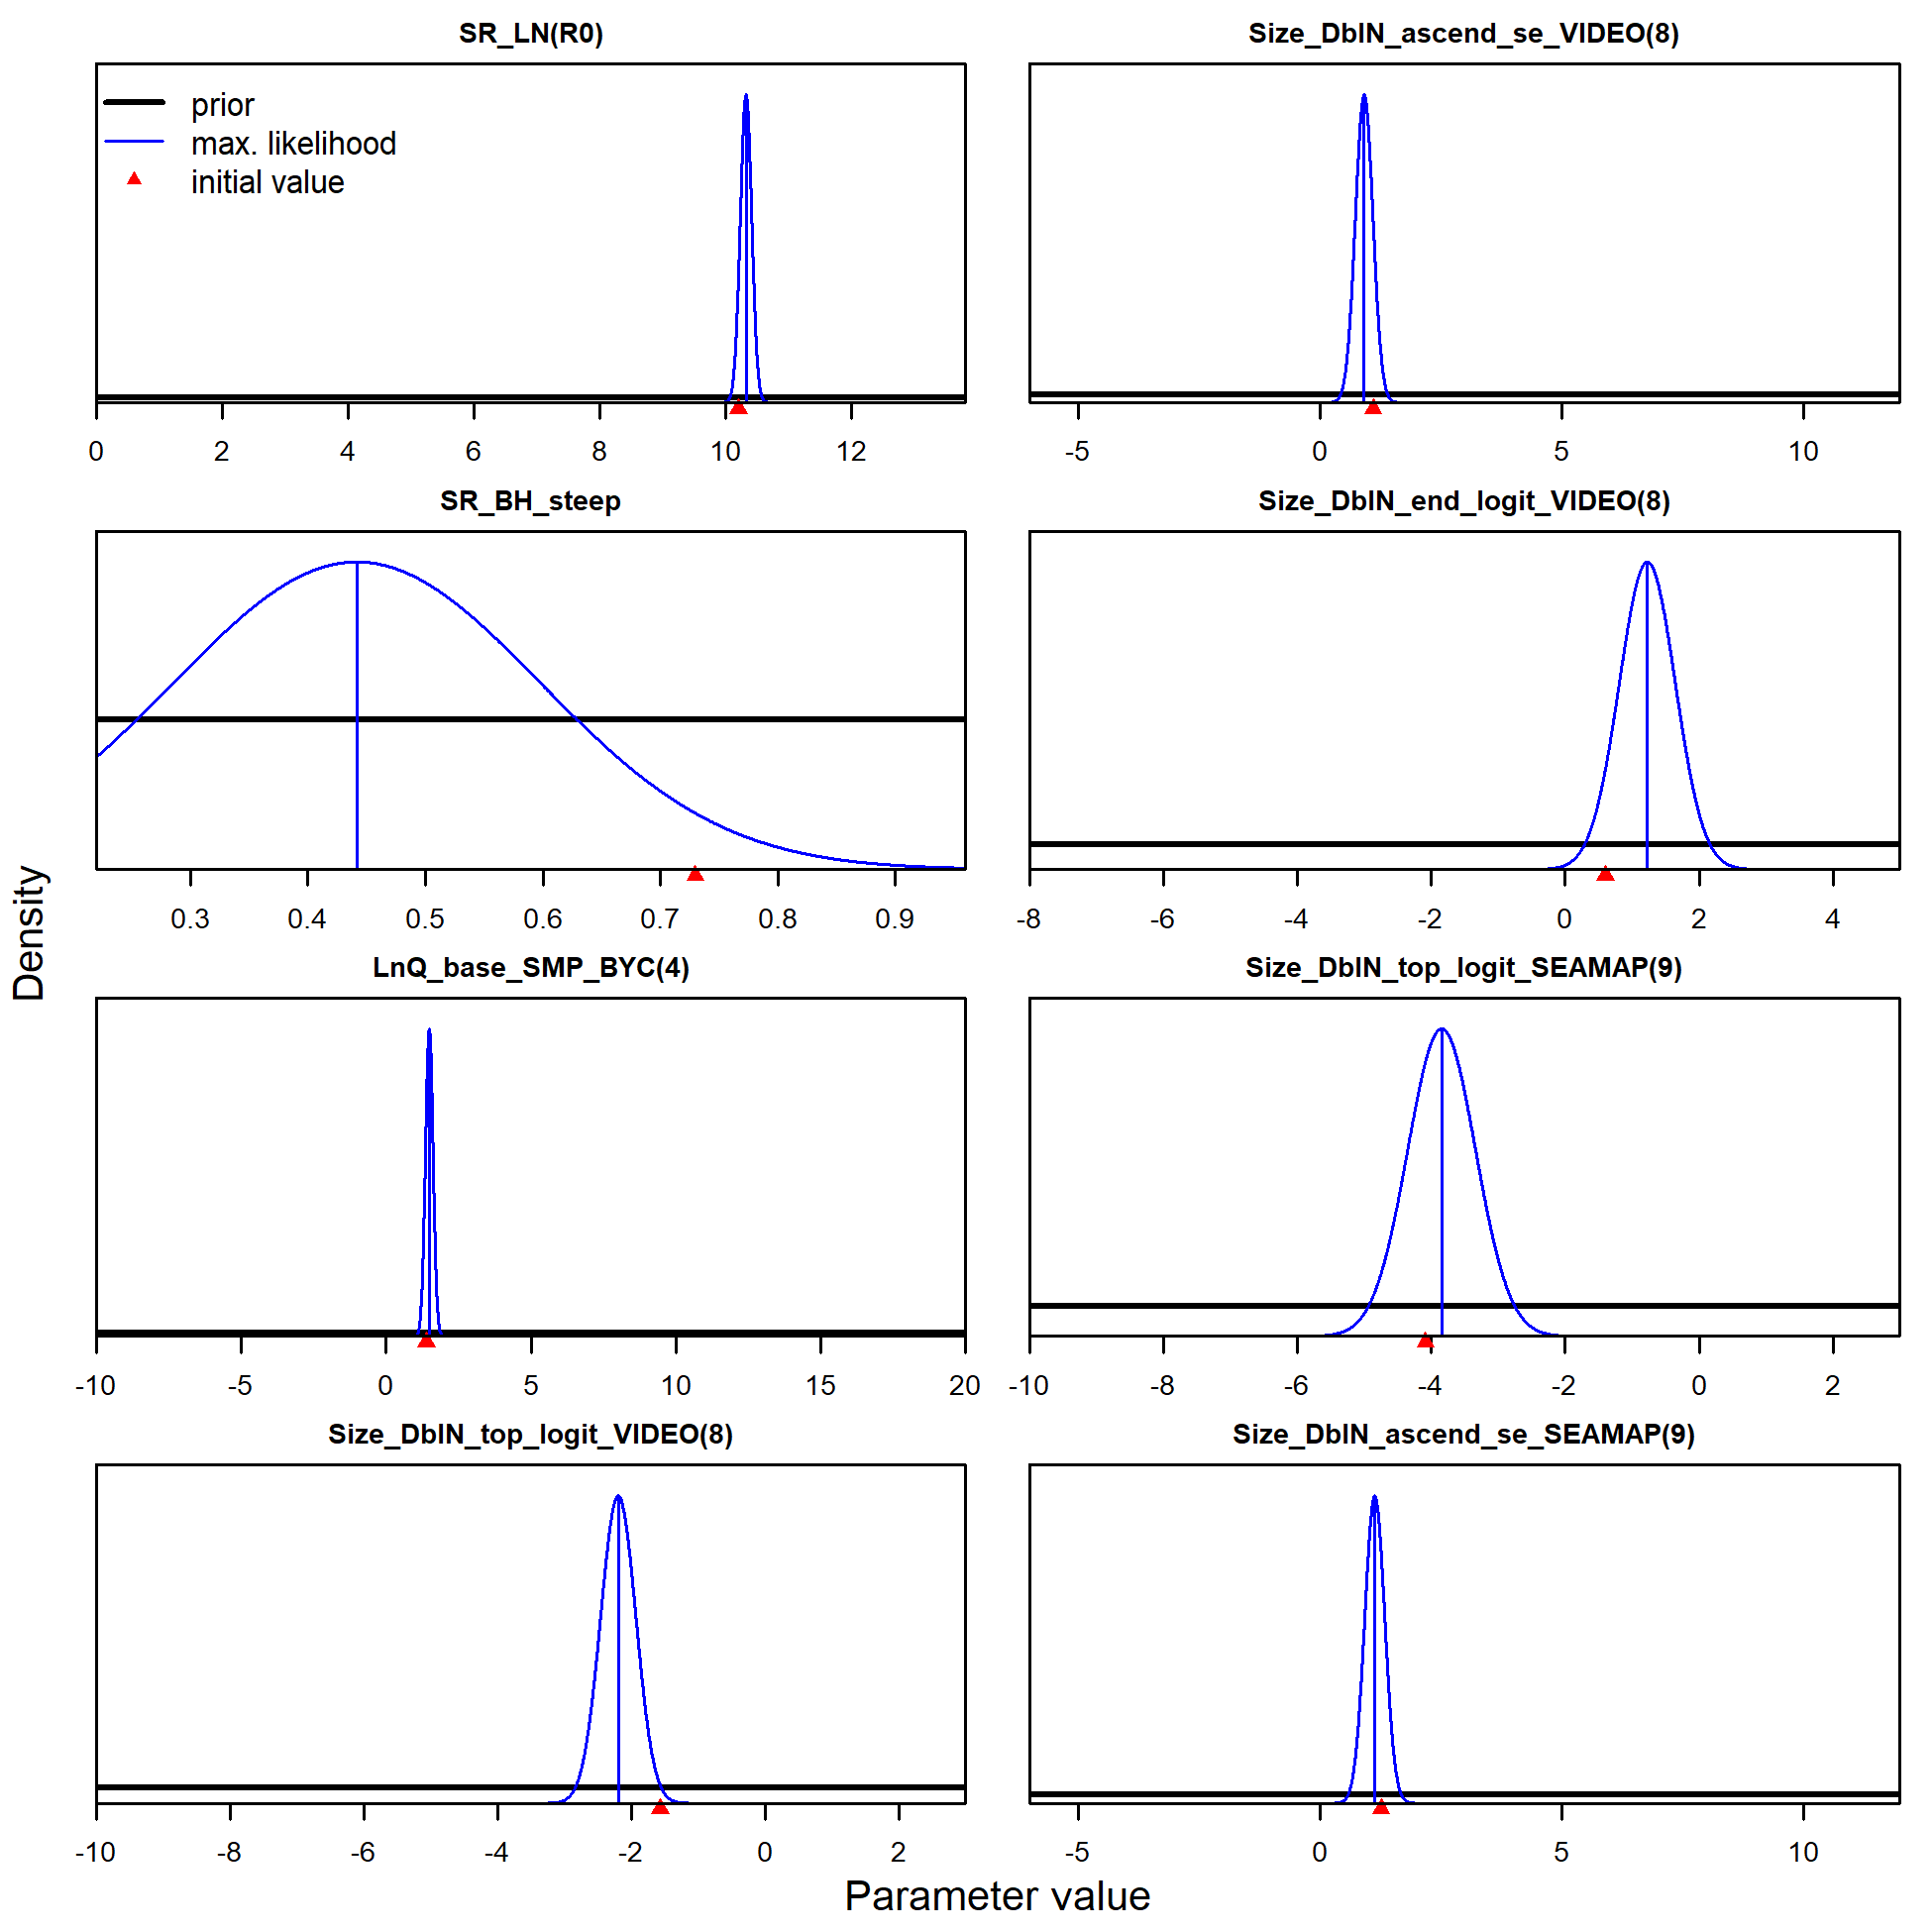 SR_LN(R0)
prior
max. likelihood
initial value
0 2 4 6 8 10 12
Size_DblN_ascend_se_VIDEO(8)
-5 0 5 10
SR_BH_steep
0.3 0.4 0.5 0.6 0.7 0.8 0.9
Size_DblN_end_logit_VIDEO(8)
-8 -6 -4 -2 0 2 4
LnQ_base_SMP_BYC(4)
-10 -5 0 5 10 15 20
Size_DblN_top_logit_SEAMAP(9)
-10 -8 -6 -4 -2 0 2
Size_DblN_top_logit_VIDEO(8)
-10 -8 -6 -4 -2 0 2
Size_DblN_ascend_se_SEAMAP(9)
-5 0 5 10
Density
Parameter value